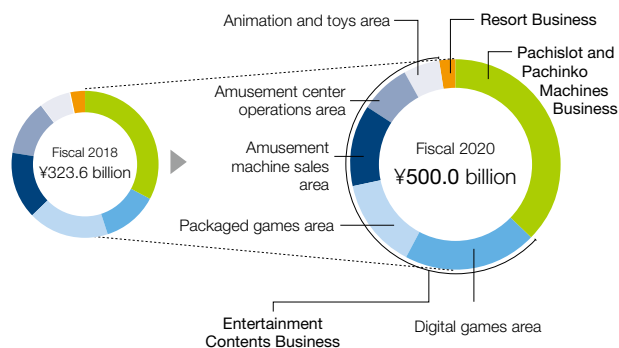 Animation and toys area
Resort Business
Pachislot and
Pachinko
Machines
Business
Amusement center
operations area
Amusement
machine sales
area
Packaged games area
Fiscal 2018
¥323.6 billion
Fiscal 2020
¥500.0 billion
Entertainment
Contents Business
Digital games area